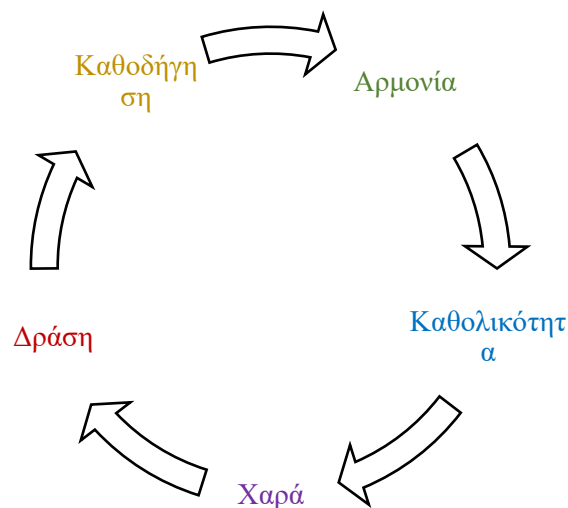 Καθοδήγη
ση
Αρμονία
Καθολικότητ
α
Χαρά
Δράση